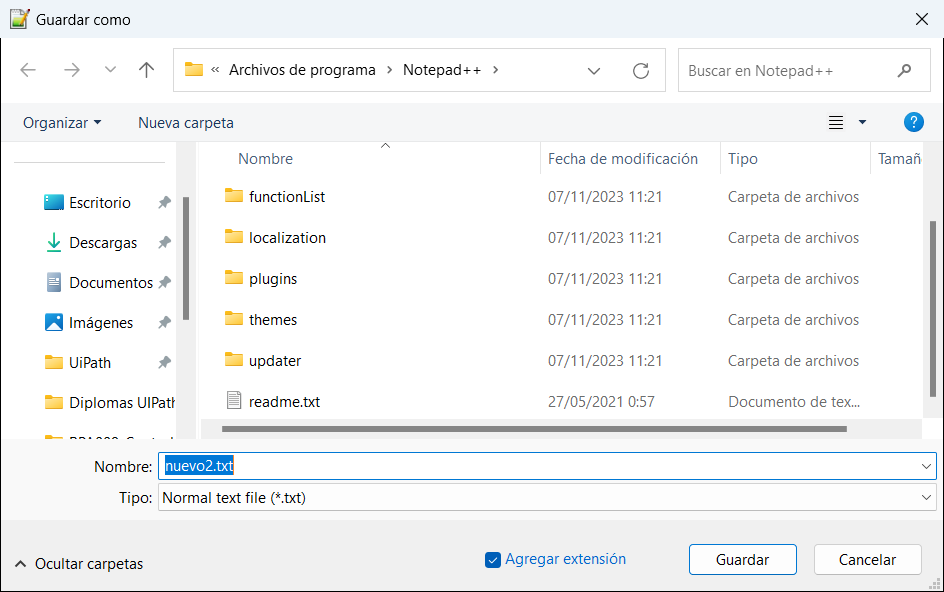 Guardar como
« Archivos de programa > Notepad++ >
Buscar en Notepad++
Organizar
Nueva carpeta
?
Nombre Fecha de modificación Tipo Tamañ
Escritorio
Descargas
Documentos
Imágenes
UiPath
Diplomas UIPath
functionList 07/11/2023 11:21 Carpeta de archivos
localization 07/11/2023 11:21 Carpeta de archivos
plugins 07/11/2023 11:21 Carpeta de archivos
themes 07/11/2023 11:21 Carpeta de archivos
updater 07/11/2023 11:21 Carpeta de archivos
readme.txt 27/05/2021 0:57 Documento de tex...
Nombre: nuevo2.txt
Tipo: Normal text file (*.txt)
Ocultar carpetas
Agregar extensión
Guardar
Cancelar